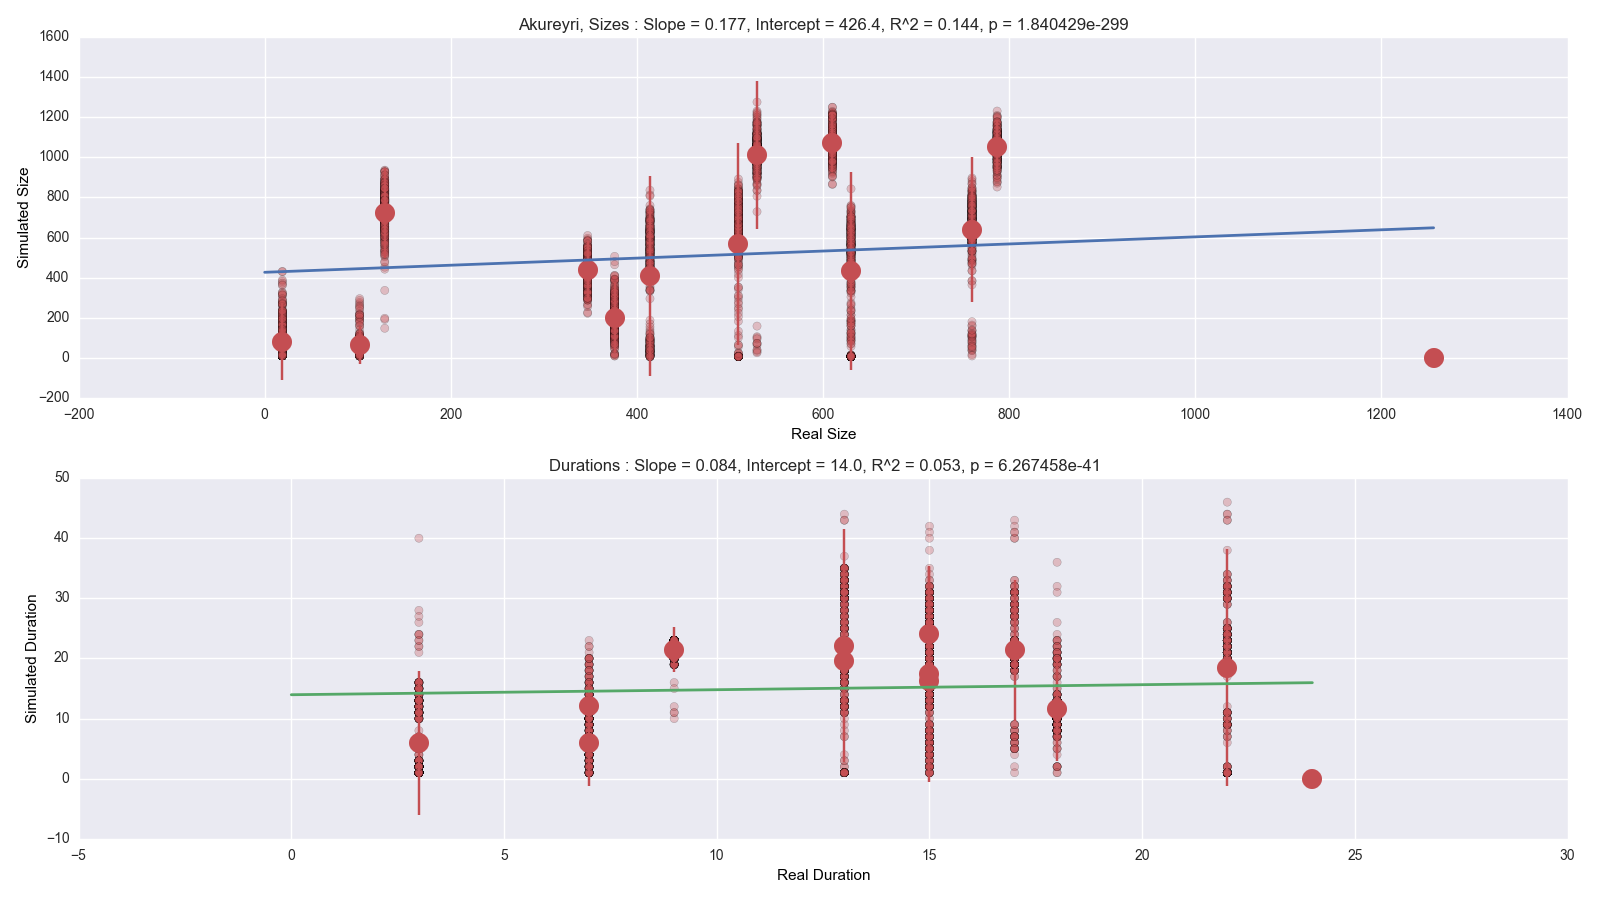 Akureyri, Sizes : Slope = 0.177, Intercept = 426.4, R^2 = 0.144, p = 1.840429e-299
1600
1400
1200
1000
800
600
400
200
0
−200
Simulated Size
−200 0 200 400 600 800 1000 1200 1400
Real Size
Durations : Slope = 0.084, Intercept = 14.0, R^2 = 0.053, p = 6.267458e-41
50
40
30
20
10
0
−10
Simulated Duration
−5 0 5 10 15 20 25 30
Real Duration